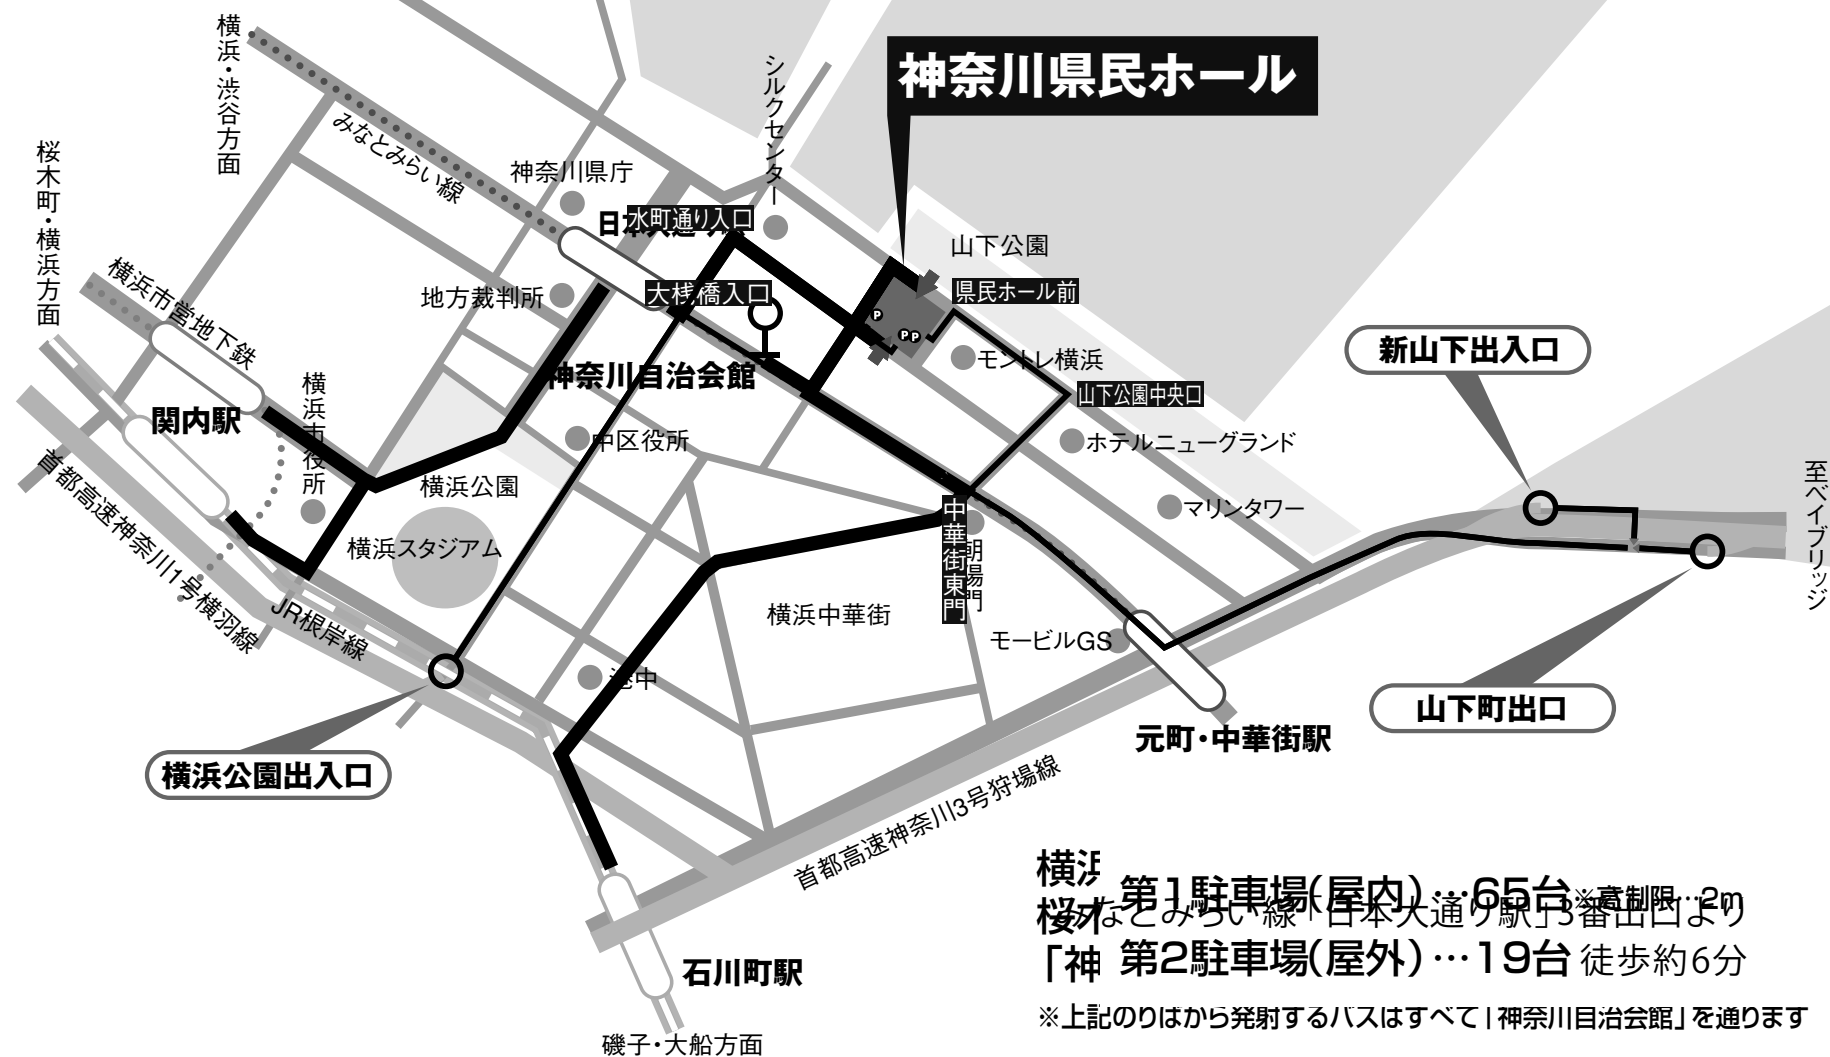 横浜・渋谷方面
シルクセンター
神奈川県民ホール
みなとみらい線
桜木町・横浜方面
神奈川県庁
水町通り入口
山下公園
横浜市営地下鉄
地方裁判所
大桟橋入口
県民ホール前
P
P P
新山下出入口
モントレ横浜
神奈川自治会館
横浜市役所
山下公園中央口
関内駅
中区役所
ホテルニューグランド
首都高速神奈川1号横羽線
横浜公園
マリンタワー
至ベイブリッジ
中華街東門
朝陽門
横浜スタジアム
JR根岸線
横浜中華街
モービルGS
港中
山下町出口
元町・中華街駅
横浜公園出入口
首都高速神奈川3号狩場線
第1駐車場(屋内)…65台
みなとみらい線「日本大通り駅」3番出口より
第2駐車場(屋外)…19台 徒歩約6分
石川町駅
※上記のりばから発射するバスはすべて「神奈川自治会館」を通ります
磯子・大船方面